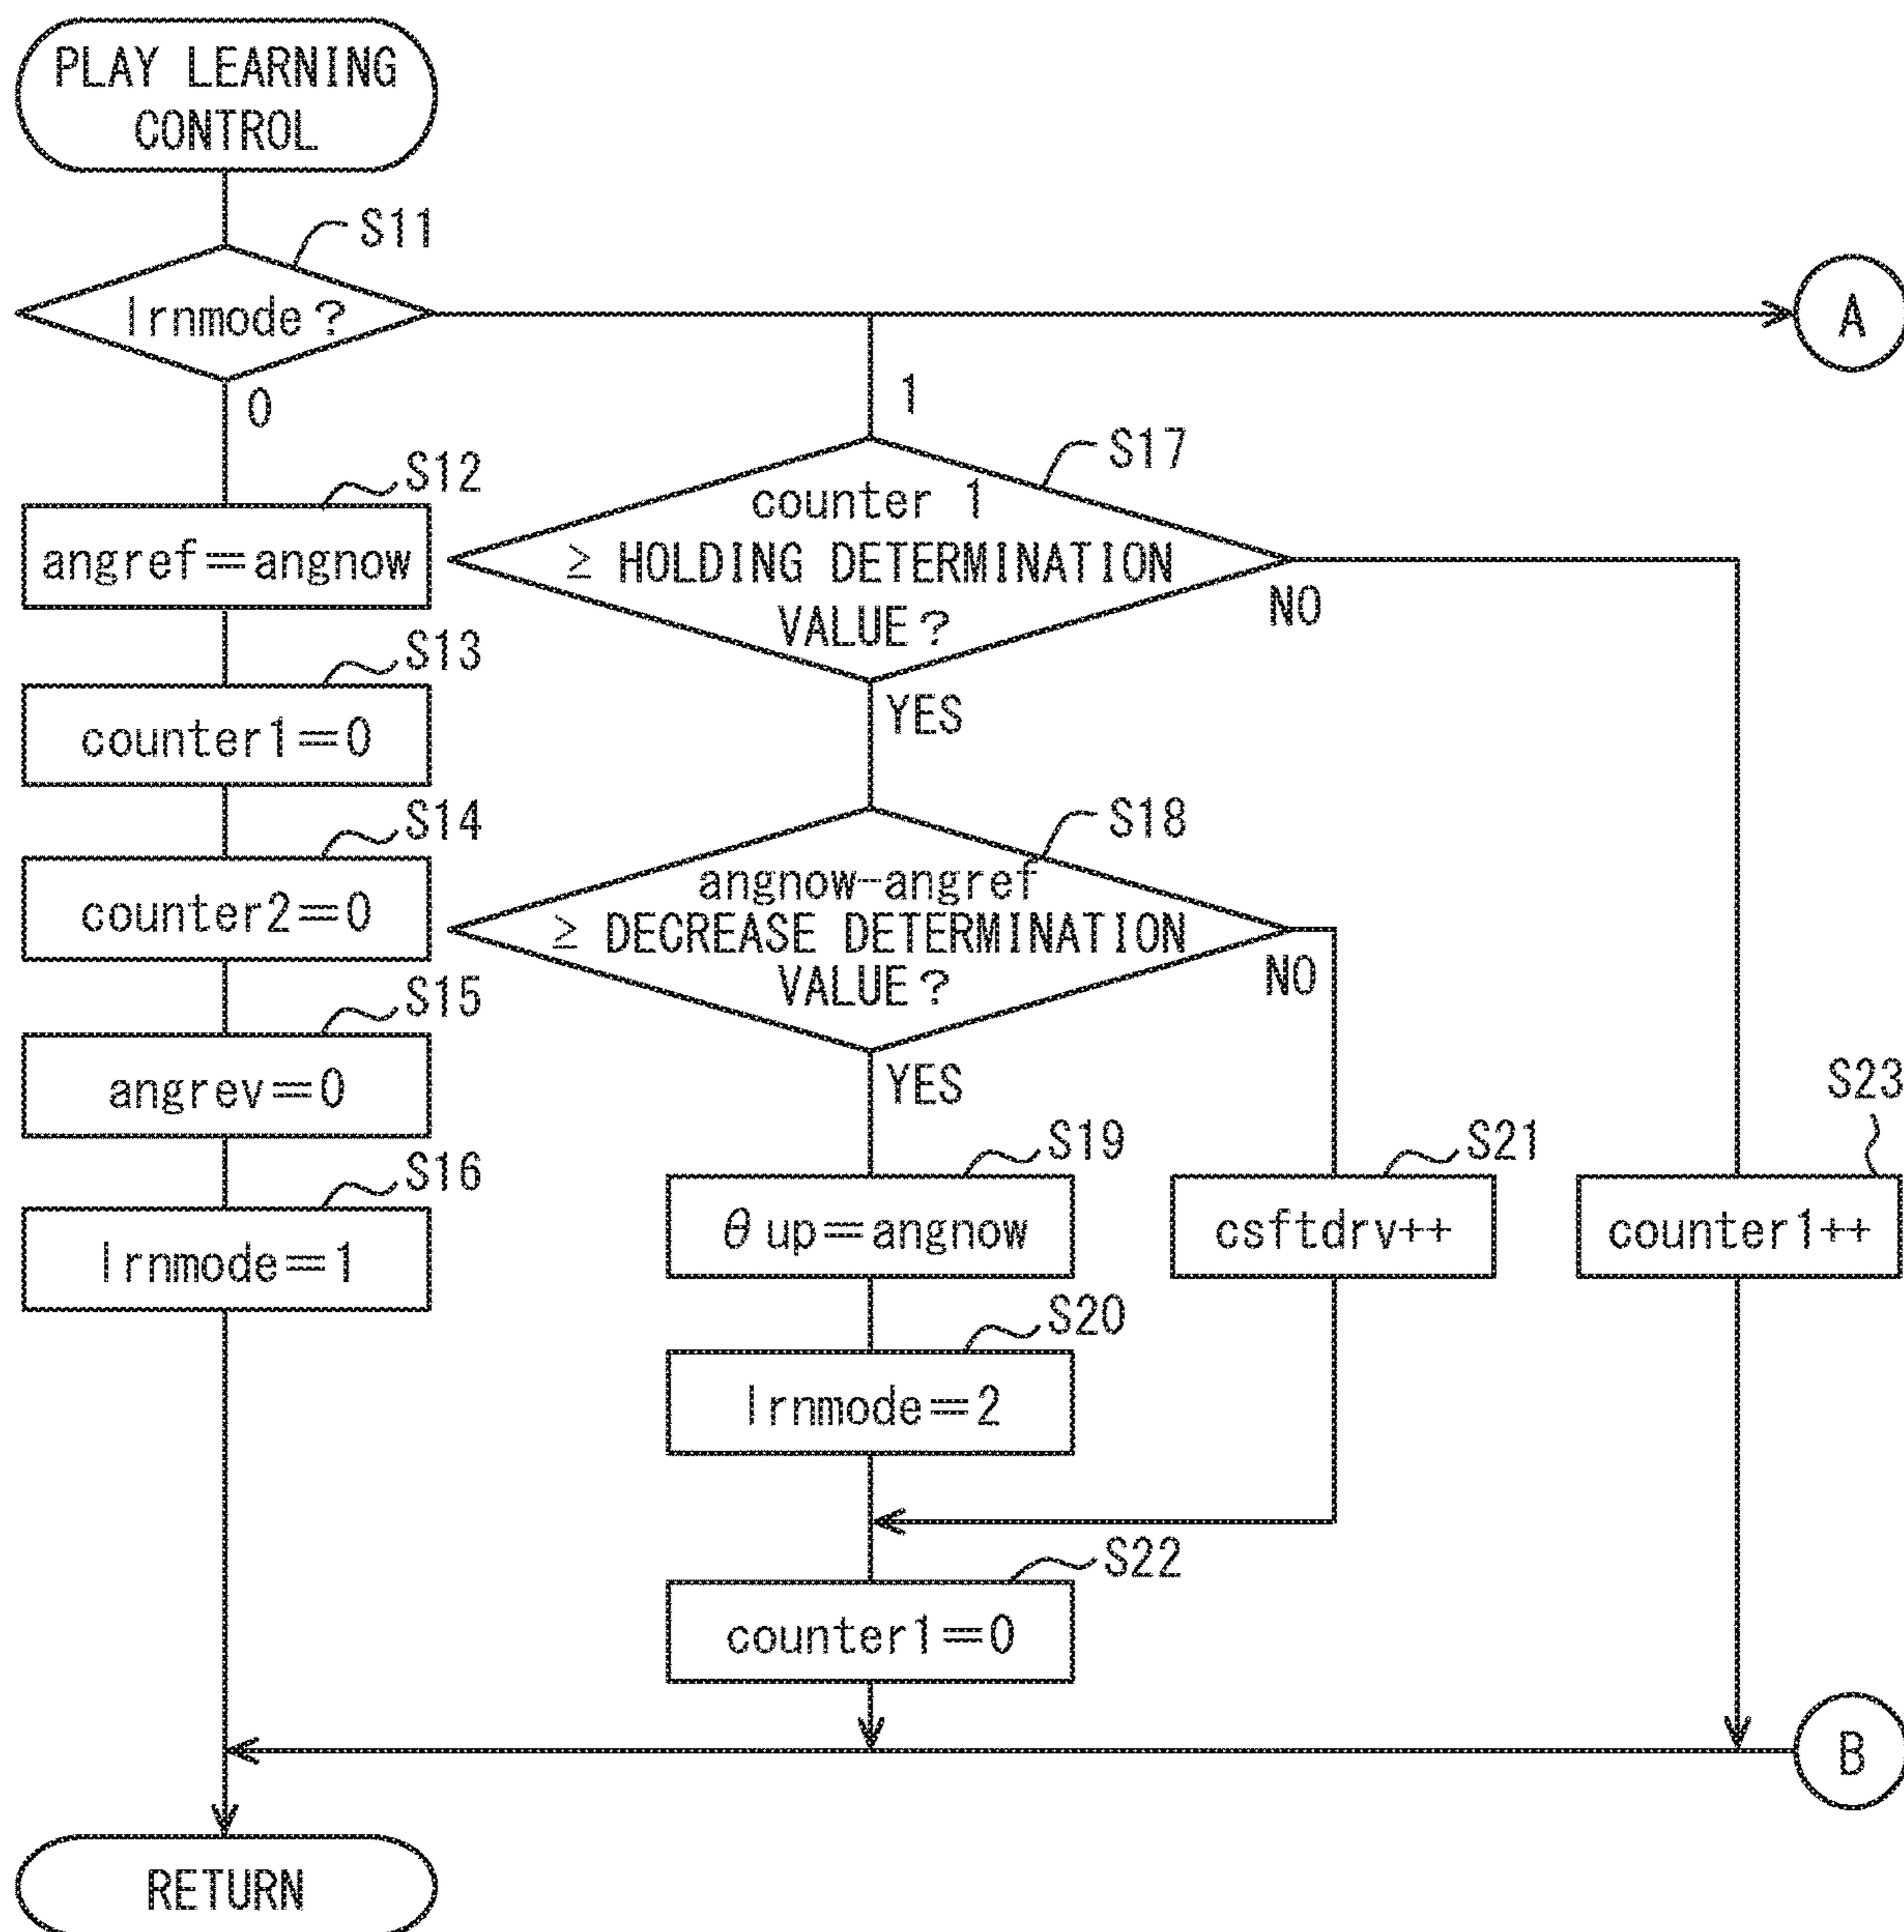 PLAY LEARNING
CONTROL
S11
lrnmode?
A
0
1
S12
angref=angnow
S17
counter 1
≥ HOLDING DETERMINATION
VALUE?
NO
YES
S13
counter1=0
S14
counter2=0
S18
angnow-angref
≥ DECREASE DETERMINATION
VALUE?
NO
YES
S15
angrev=0
S16
lrnmode=1
S19
θup=angnow
S21
csftdrv++
S23
counter1++
S20
lrnmode=2
S22
counter1=0
B
RETURN